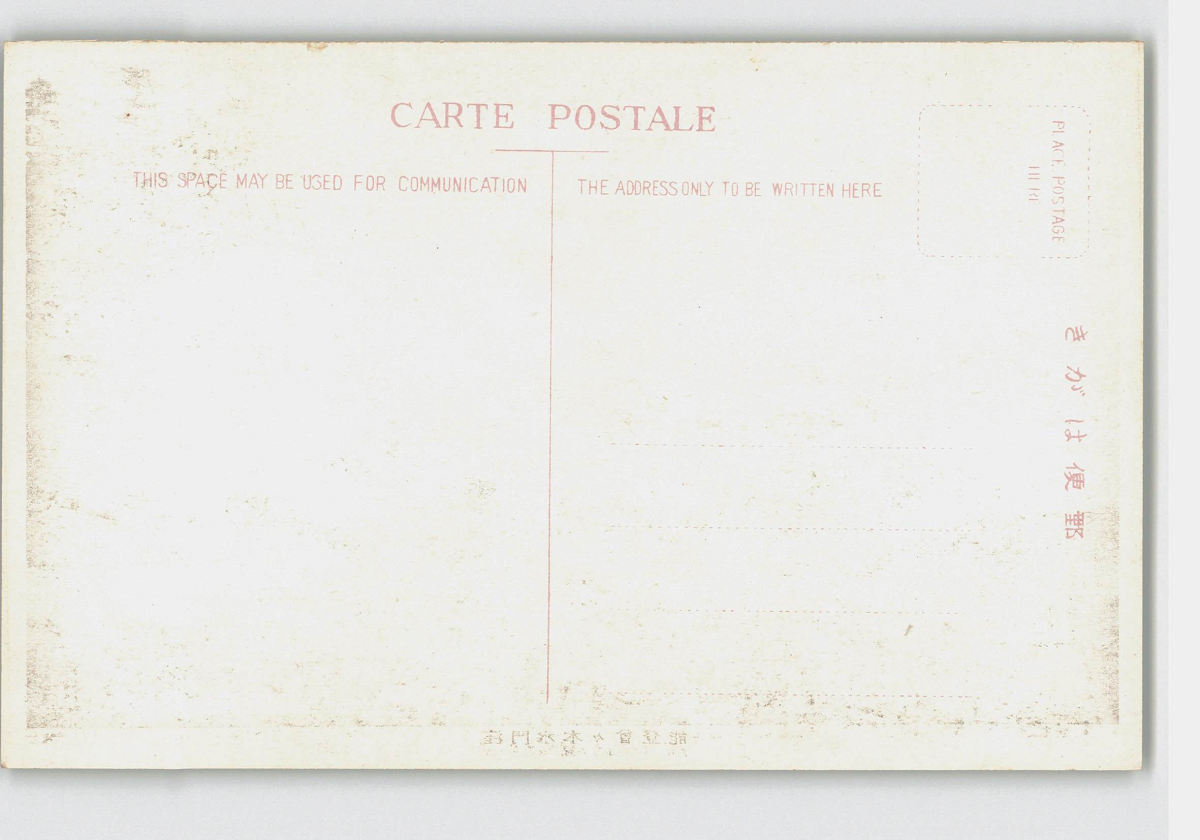 CARTE POSTALE
THIS SPACE MAY BE USED FOR COMMUNICATION
THE ADDRESS ONLY TO BE WRITTEN HERE
PLACE POSTAGE
HERE
きがは便郵